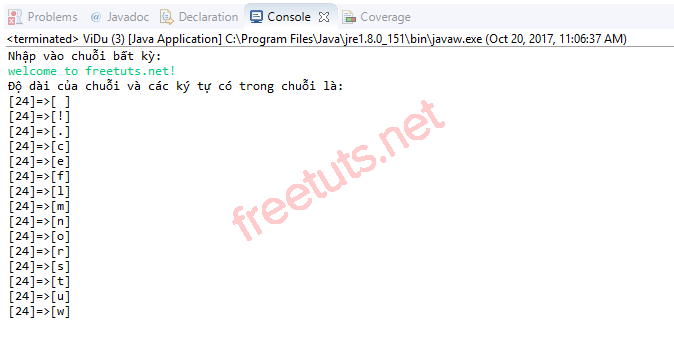 Problems @ Javadoc Declaration Console Coverage
<terminated> ViDu (3) [Java Application] C:\Program Files\Java\jre1.8.0_151\bin\javaw.exe (Oct 20, 2017, 11:06:37 AM)
Nhập vào chuỗi bất kỳ:
welcome to freetuts.net!
Độ dài của chuỗi và các ký tự có trong chuỗi là:
[24]=>[ ]
[24]=>[!]
[24]=>[.]
[24]=>[c]
[24]=>[e]
[24]=>[f]
[24]=>[l]
[24]=>[m]
[24]=>[n]
[24]=>[o]
[24]=>[r]
[24]=>[s]
[24]=>[t]
[24]=>[u]
[24]=>[w]
freetuts.net